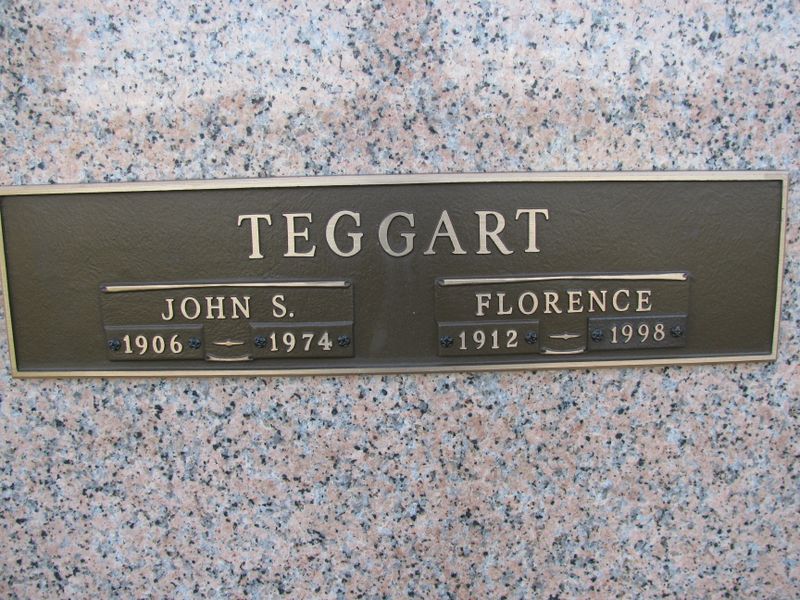 TEGGART
JOHN S. FLORENCE
1906 – 1974 1912 – 1998